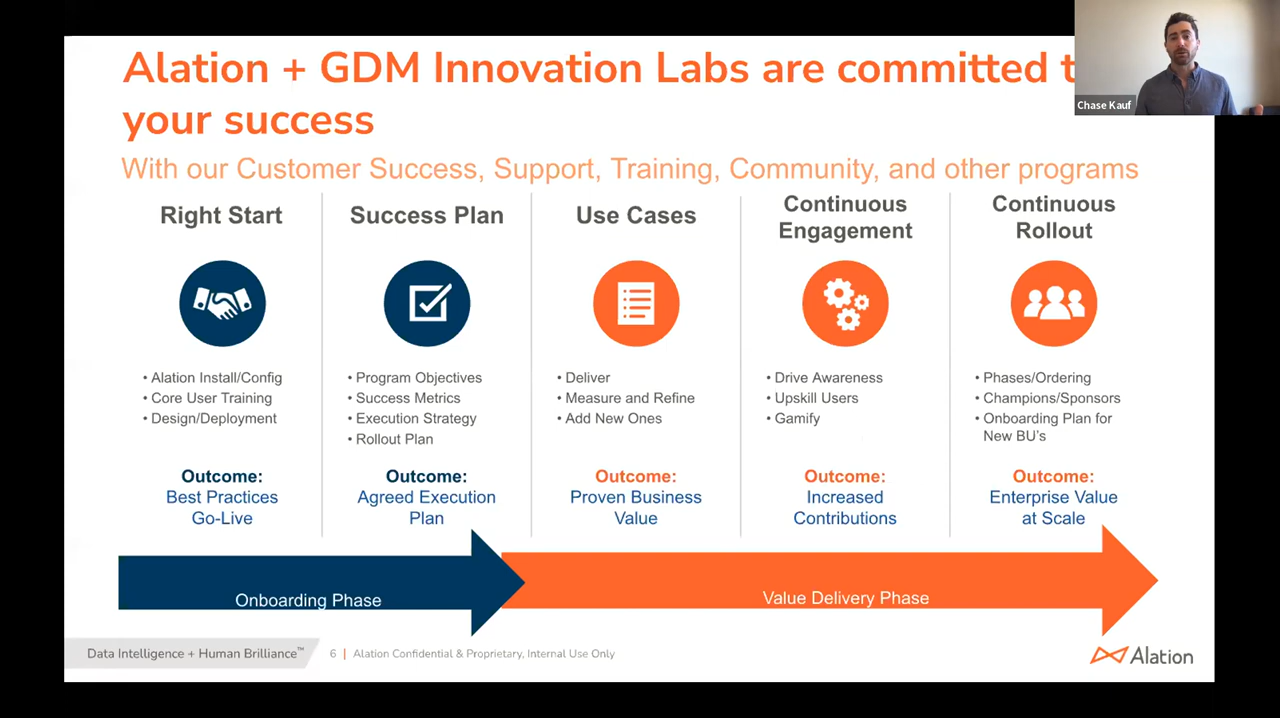 Alation + GDM Innovation Labs are committed t
your success
Chase Kauf
With our Customer Success, Support, Training, Community, and other programs
Right Start
• Alation Install/Config
• Core User Training
• Design/Deployment
Outcome:
Best Practices
Go-Live
Success Plan
• Program Objectives
• Success Metrics
• Execution Strategy
• Rollout Plan
Outcome:
Agreed Execution
Plan
Use Cases
• Deliver
• Measure and Refine
• Add New Ones
Outcome:
Proven Business
Value
Continuous
Engagement
• Drive Awareness
• Upskill Users
• Gamify
Outcome:
Increased
Contributions
Continuous
Rollout
• Phases/Ordering
• Champions/Sponsors
• Onboarding Plan for
New BU's
Outcome:
Enterprise Value
at Scale
Onboarding Phase
Value Delivery Phase
Data Intelligence + Human Brilliance™
6 | Alation Confidential & Proprietary, Internal Use Only
Alation